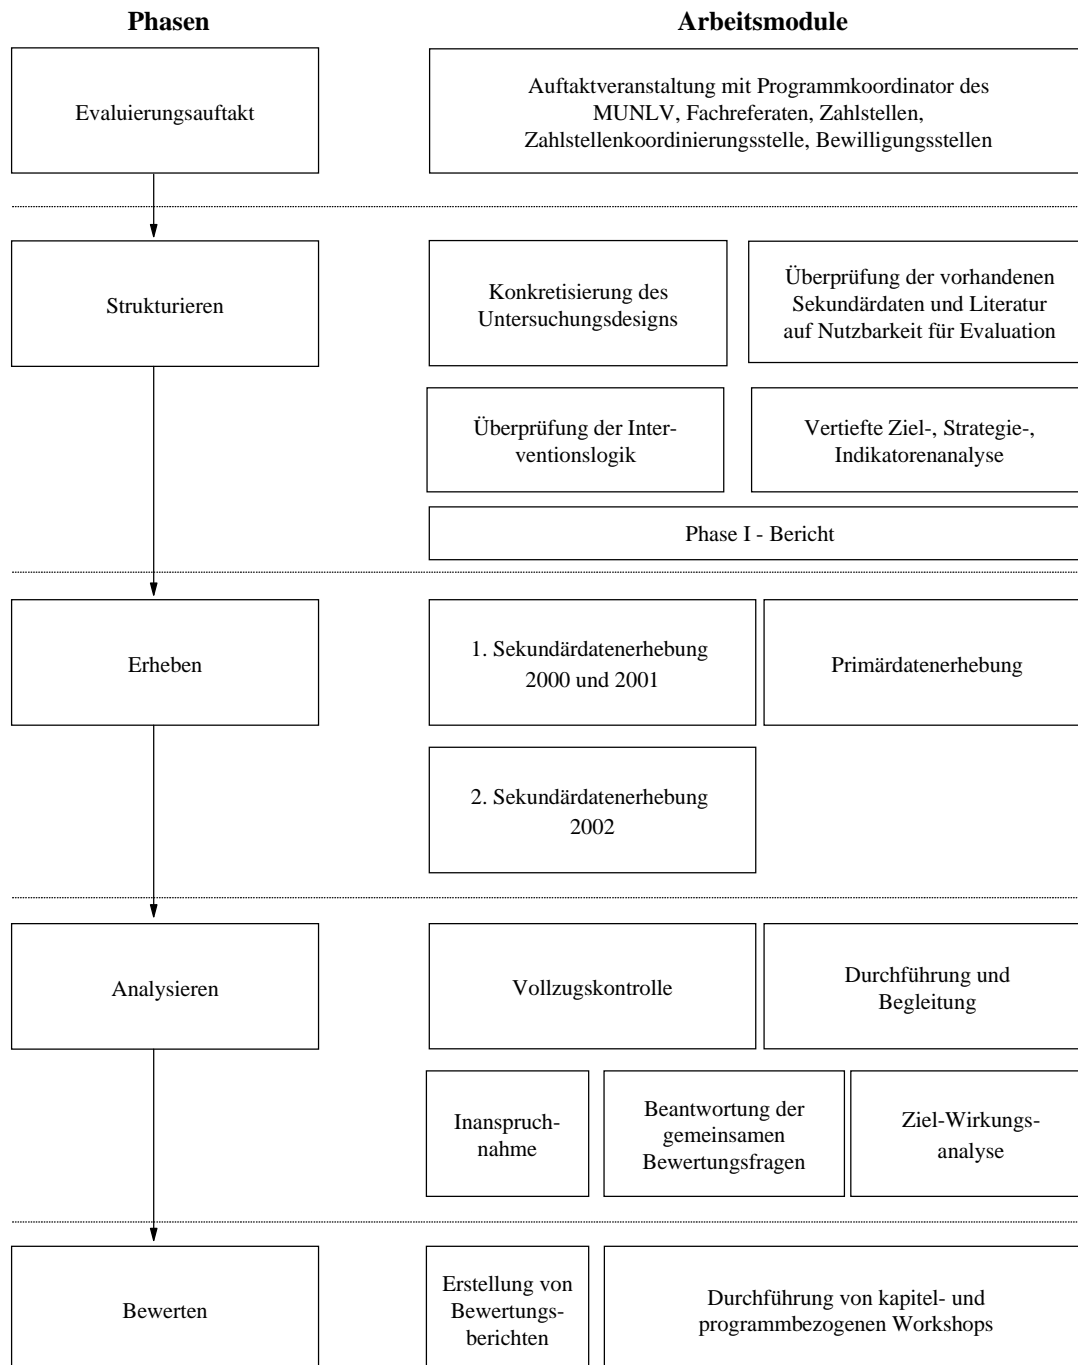 Phasen
Arbeitsmodule
Evaluierungsauftakt
Auftaktveranstaltung mit Programmkoordinator des
MUNLV, Fachreferaten, Zahlstellen,
Zahlstellenkoordinierungsstelle, Bewilligungsstellen
Strukturieren
Konkretisierung des
Untersuchungsdesigns
Überprüfung der vorhandenen
Sekundärdaten und Literatur
auf Nutzbarkeit für Evaluation
Überprüfung der Inter-
ventionslogik
Vertiefte Ziel-, Strategie-,
Indikatorenanalyse
Phase I - Bericht
Erheben
1. Sekundärdatenerhebung
2000 und 2001
Primärdatenerhebung
2. Sekundärdatenerhebung
2002
Analysieren
Vollzugskontrolle
Durchführung und
Begleitung
Inanspruch-
nahme
Beantwortung der
gemeinsamen
Bewertungsfragen
Ziel-Wirkungs-
analyse
Bewerten
Erstellung von
Bewertungs-
berichten
Durchführung von kapitel- und
programmbezogenen Workshops